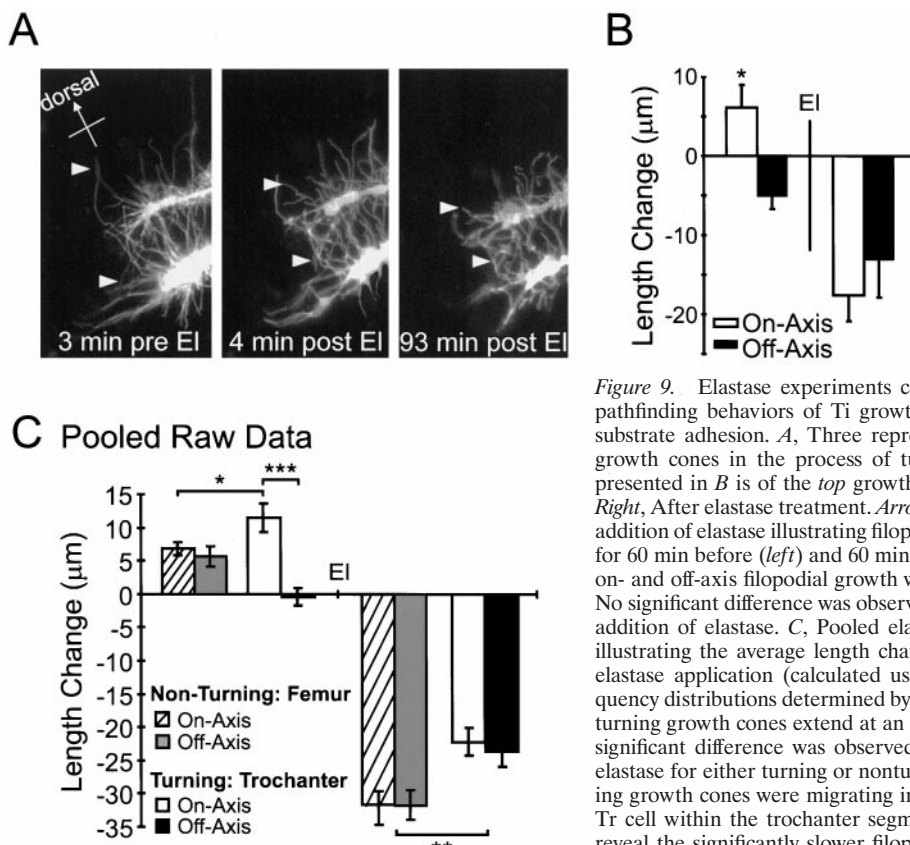 A
dorsal
3 min pre El
4 min post El
93 min post El
B
Length Change (μm)
10
0
-10
-20
*
El
On-Axis
Off-Axis
Figure 9. Elastase experiments c
pathfinding behaviors of Ti growt
substrate adhesion. A, Three repr
growth cones in the process of tu
presented in B is of the top growth
Right, After elastase treatment. Arro
addition of elastase illustrating filop
for 60 min before (left) and 60 min
on- and off-axis filopodial growth w
No significant difference was observ
addition of elastase. C, Pooled ela
illustrating the average length char
elastase application (calculated us
quency distributions determined by
turning growth cones extend at an
significant difference was observed
elastase for either turning or nontu
ing growth cones were migrating in
Tr cell within the trochanter segm
reveal the significantly slower filop
C Pooled Raw Data
Length Change (μm)
15
10
5
0
-5
-10
-15
-20
-25
-30
-35
*
***
El
Non-Turning: Femur
On-Axis
Off-Axis
Turning: Trochanter
On-Axis
Off-Axis
**